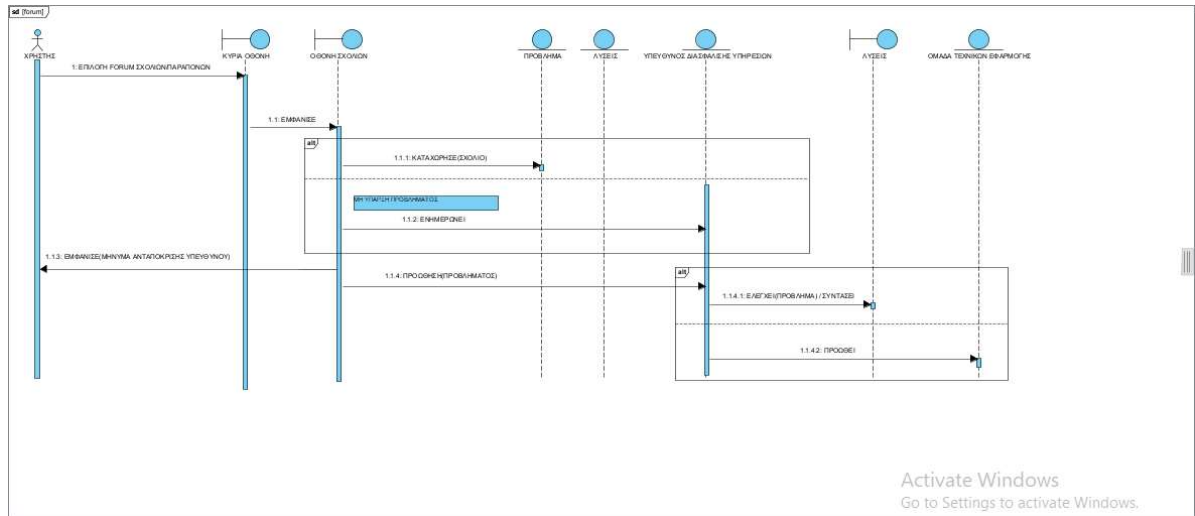 sd [forum]
ΧΡΗΣΤΗΣ
ΚΥΡΙΑ ΟΘΟΝΗ
ΟΘΟΝΗ ΣΧΟΛΙΩΝ
ΠΡΟΒΛΗΜΑ
ΛΥΣΕΙΣ
ΥΠΕΥΘΥΝΟΣ ΔΙΑΣΦΑΛΙΣΗΣ ΥΠΗΡΕΣΙΩΝ
ΛΥΣΕΙΣ
ΟΜΑΔΑ ΤΕΧΝΙΚΩΝ ΕΦΑΡΜΟΓΗΣ
1: ΕΠΙΛΟΓΗ FORUM ΣΧΟΛΙΩΝ/ΠΑΡΑΠΟΝΩΝ
1.1: ΕΜΦΑΝΙΣΕ
alt
1.1.1: ΚΑΤΑΧΩΡΗΣΕ(ΣΧΟΛΙΟ)
ΜΗ ΥΠΑΡΞΗ ΠΡΟΒΛΗΜΑΤΟΣ
1.1.2: ΕΝΗΜΕΡΩΝΕΙ
1.1.3: ΕΜΦΑΝΙΣΕ(ΜΗΝΥΜΑ ΑΝΤΑΠΟΚΡΙΣΗΣ ΥΠΕΥΘΥΝΟΥ)
1.1.4: ΠΡΟΩΘΗΣΗ(ΠΡΟΒΛΗΜΑΤΟΣ)
alt
1.1.4.1: ΕΛΕΓΧΕΙ(ΠΡΟΒΛΗΜΑ) / ΣΥΝΤΑΣΕΙ
1.1.4.2: ΠΡΟΩΘΕΙ
Activate Windows
Go to Settings to activate Windows.